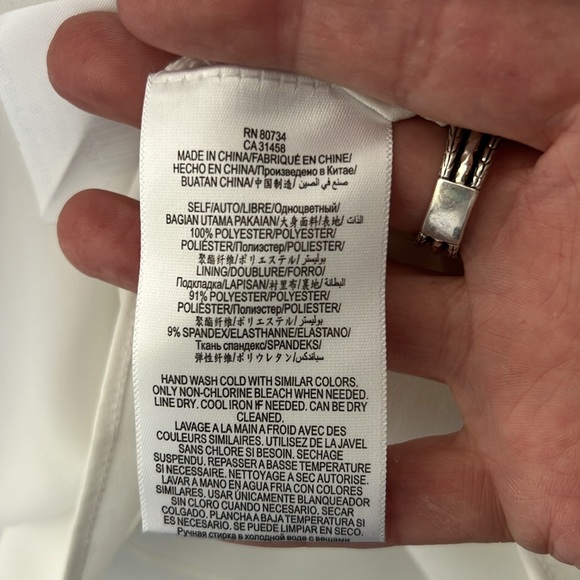 RN 80734
CA 31458
MADE IN CHINA/FABRIQUÉ EN CHINE/
HECHO EN CHINA/Произведено в Китае/
BUATAN CHINA/中国制造/ صنع في الصين/
SELF/AUTO/LIBRE/Одноцветный/
BAGIAN UTAMA PAKAIAN/大身面料/表地/ الذات/
100% POLYESTER/POLYESTER/
POLIÉSTER/Полиэстер/POLIESTER/
聚酯纤维/ポリエステル/ بوليستر/
LINING/DOUBLURE/FORRO/
Подкладка/LAPISAN/衬里布/裏地/ البطانة/
91% POLYESTER/POLYESTER/
POLIÉSTER/Полиэстер/POLIESTER/
聚酯纤维/ポリエステル/ بوليستر/
9% SPANDEX/ELASTHANNE/ELASTANO/
Ткань спандекс/SPANDEKS/
弹性纤维/ポリウレタン/ سباندكس/
HAND WASH COLD WITH SIMILAR COLORS.
ONLY NON-CHLORINE BLEACH WHEN NEEDED.
LINE DRY. COOL IRON IF NEEDED. CAN BE DRY
CLEANED.
LAVAGE A LA MAIN A FROID AVEC DES
COULEURS SIMILAIRES. UTILISEZ DE LA JAVEL
SANS CHLORE SI BESOIN. SECHAGE
SUSPENDU. REPASSER A BASSE TEMPERATURE
SI NECESSAIRE. NETTOYAGE A SEC AUTORISE.
LAVAR A MANO EN AGUA FRIA CON COLORES
SIMILARES. USAR ÚNICAMENTE BLANQUEADOR
SIN CLORO CUANDO NECESARIO. SECAR
COLGADO. PLANCHA A BAJA TEMPERATURA SI
ES NECESARIO. SE PUEDE LIMPIAR EN SECO.
Ручная стирка в холодной воде с вещами